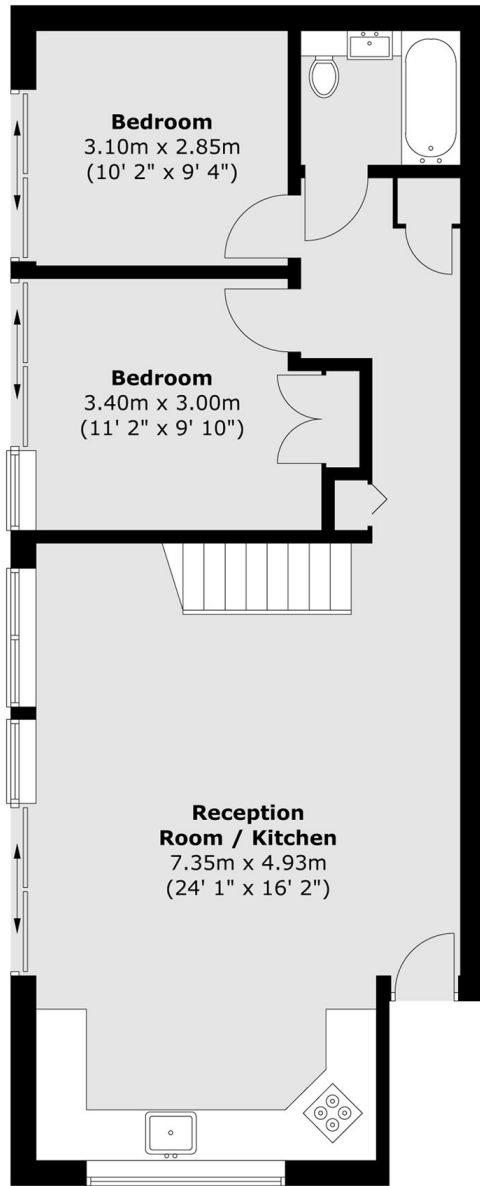 Bedroom
3.10m x 2.85m
(10' 2" x 9' 4")
Bedroom
3.40m x 3.00m
(11' 2" x 9' 10")
Reception
Room / Kitchen
7.35m x 4.93m
(24' 1" x 16' 2")